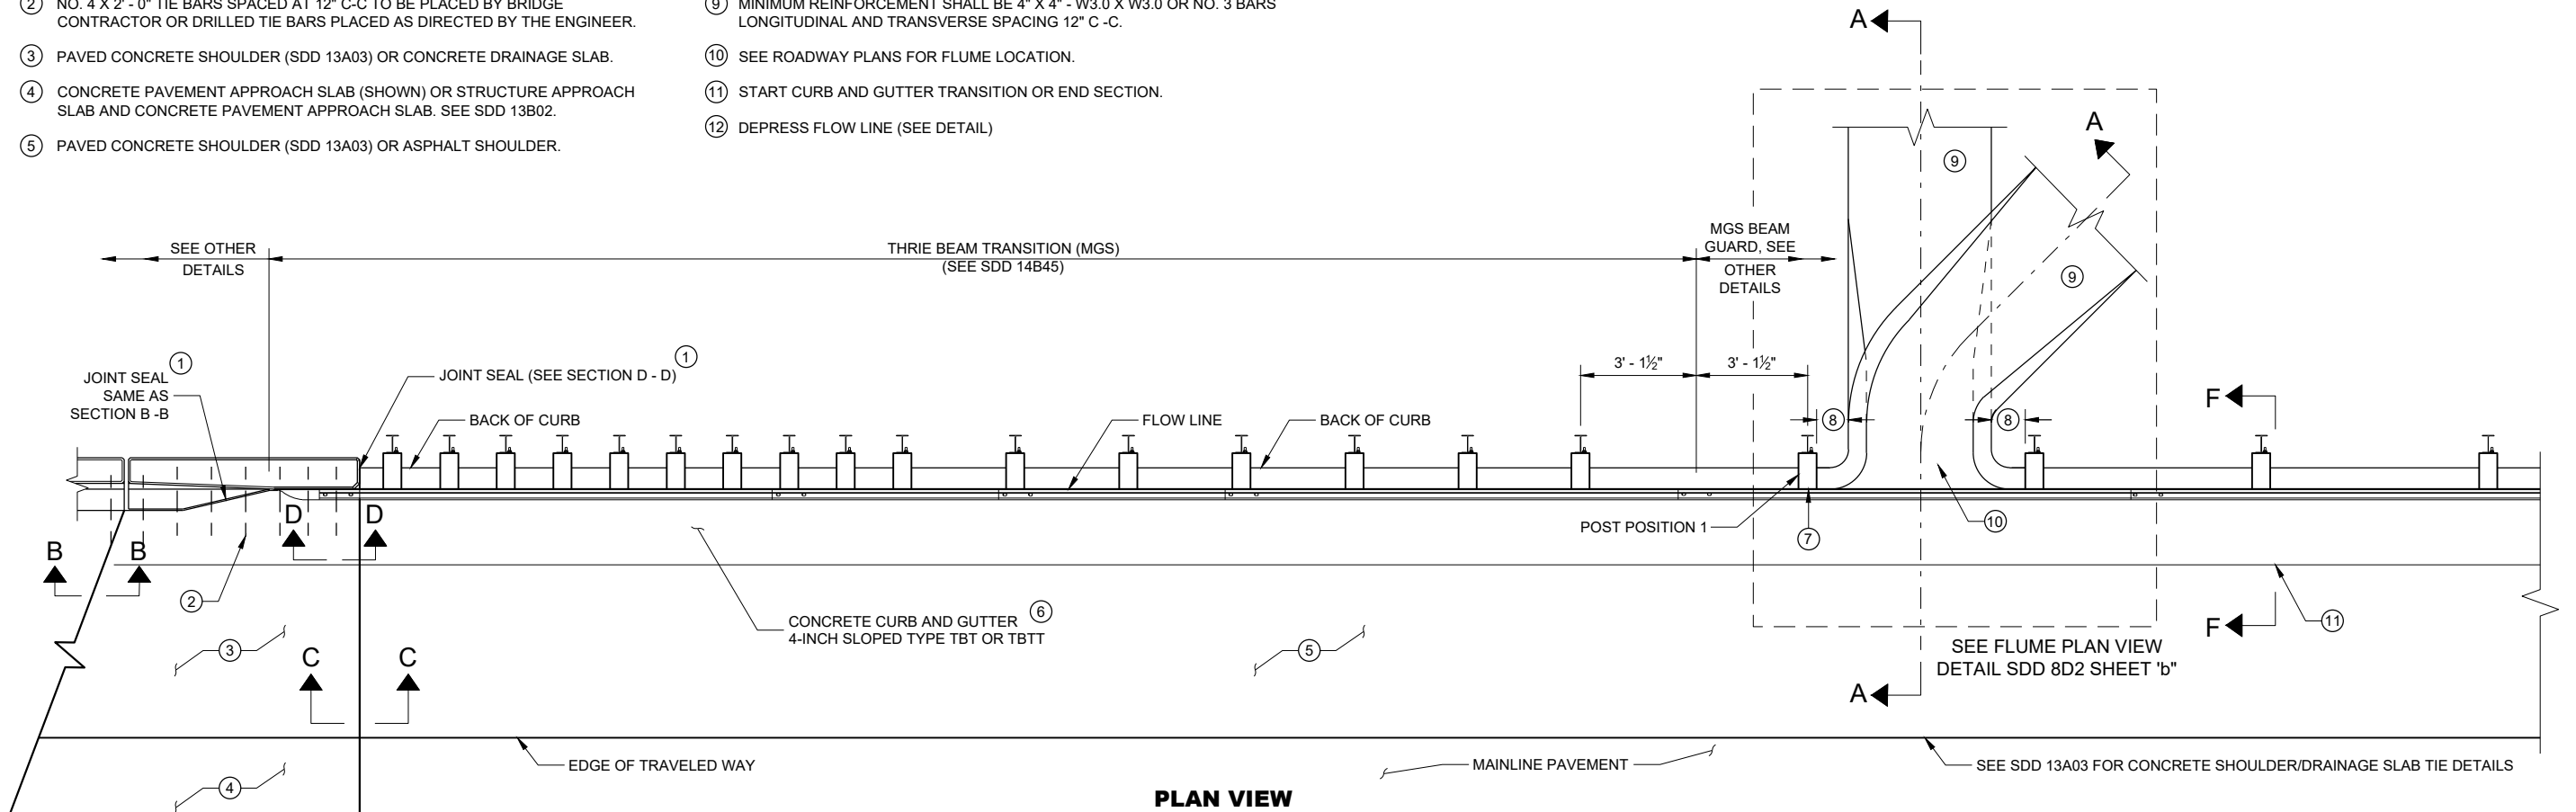 ② NO. 4 X 2' - 0" TIE BARS SPACED AT 12" C-C TO BE PLACED BY BRIDGE
CONTRACTOR OR DRILLED TIE BARS PLACED AS DIRECTED BY THE ENGINEER.
③ PAVED CONCRETE SHOULDER (SDD 13A03) OR CONCRETE DRAINAGE SLAB.
④ CONCRETE PAVEMENT APPROACH SLAB (SHOWN) OR STRUCTURE APPROACH
SLAB AND CONCRETE PAVEMENT APPROACH SLAB. SEE SDD 13B02.
⑤ PAVED CONCRETE SHOULDER (SDD 13A03) OR ASPHALT SHOULDER.
⑨ MINIMUM REINFORCEMENT SHALL BE 4" X 4" - W3.0 X W3.0 OR NO. 3 BARS
LONGITUDINAL AND TRANSVERSE SPACING 12" C -C.
⑩ SEE ROADWAY PLANS FOR FLUME LOCATION.
⑪ START CURB AND GUTTER TRANSITION OR END SECTION.
⑫ DEPRESS FLOW LINE (SEE DETAIL)
A
A
⑨
⑨
SEE OTHER
DETAILS
THRIE BEAM TRANSITION (MGS)
(SEE SDD 14B45)
MGS BEAM
GUARD, SEE
OTHER
DETAILS
①
JOINT SEAL
SAME AS
SECTION B -B
JOINT SEAL (SEE SECTION D - D) ①
3' - 1½"
3' - 1½"
BACK OF CURB
FLOW LINE
BACK OF CURB
⑧
⑧
F
D
D
B
B
②
POST POSITION 1
⑦
⑩
CONCRETE CURB AND GUTTER ⑥
4-INCH SLOPED TYPE TBT OR TBTT
③
⑤
F
⑪
C
C
SEE FLUME PLAN VIEW
DETAIL SDD 8D2 SHEET 'b"
A
EDGE OF TRAVELED WAY
MAINLINE PAVEMENT
SEE SDD 13A03 FOR CONCRETE SHOULDER/DRAINAGE SLAB TIE DETAILS
④
PLAN VIEW